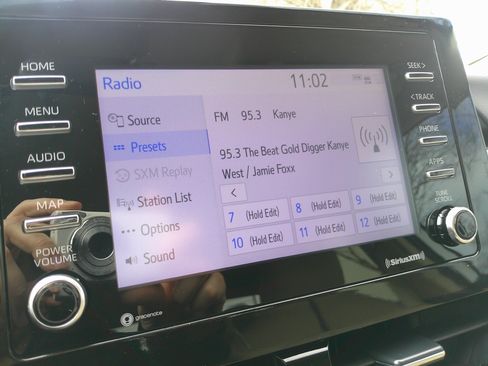 HOME
MENU
AUDIO
MAP
POWER
VOLUME
Radio
11:02
Source
Presets
SXM Replay
Station List
Options
Sound
FM 95.3 Kanye
95.3 The Beat Gold Digger Kanye
West / Jamie Foxx
<
>
7 (Hold Edit) 8 (Hold Edit) 9 (Hold Edit)
10 (Hold Edit) 11 (Hold Edit) 12 (Hold Edit)
SEEK >
< TRACK
PHONE
APPS
TUNE
SCROLL
gracenote
((SiriusXM))